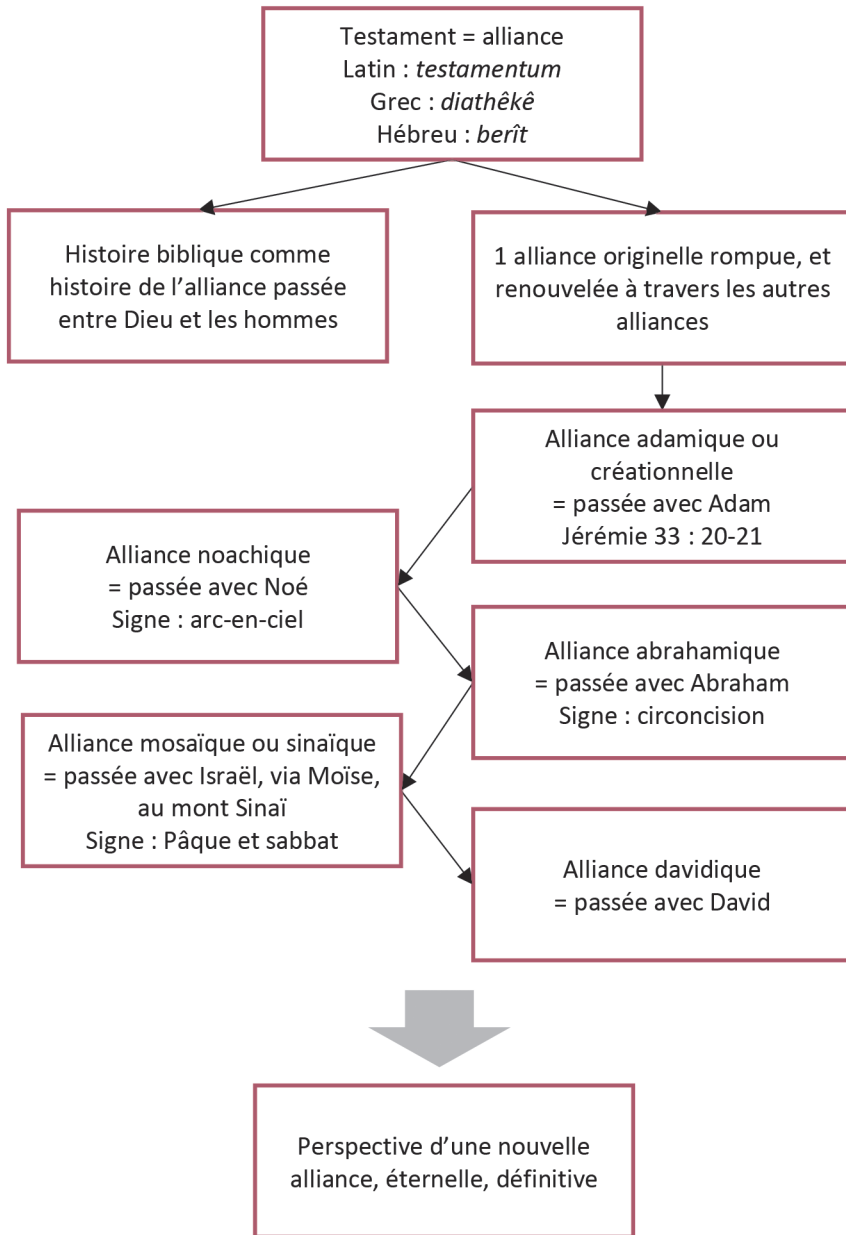 Testament = alliance
Latin : testamentum
Grec : diathêkê
Hébreu : berît
Histoire biblique comme
histoire de l’alliance passée
entre Dieu et les hommes
1 alliance originelle rompue, et
renouvelée à travers les autres
alliances
Alliance adamique ou
créationnelle
= passée avec Adam
Jérémie 33 : 20-21
Alliance noachique
= passée avec Noé
Signe : arc-en-ciel
Alliance abrahamique
= passée avec Abraham
Signe : circoncision
Alliance mosaïque ou sinaïque
= passée avec Israël, via Moïse,
au mont Sinaï
Signe : Pâque et sabbat
Alliance davidique
= passée avec David
Perspective d’une nouvelle
alliance, éternelle, définitive